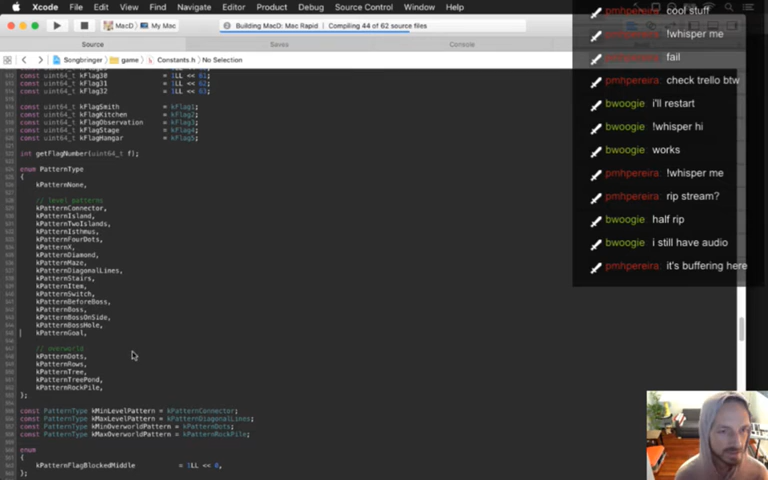 Xcode File Edit View Find Navigate Editor Product Debug Source Control Window Help
MacD My Mac
Building MacD: Mac Rapid Compiling 44 of 62 source files
Source Saves Console
Songbringer game Constants.h No Selection
const uint64_t kFlag30 = 1LL << 61;
const uint64_t kFlag31 = 1LL << 62;
const uint64_t kFlag32 = 1LL << 63;
const uint64_t kFlagSmith = kFlag1;
const uint64_t kFlagKitchen = kFlag2;
const uint64_t kFlagObservation = kFlag3;
const uint64_t kFlagStage = kFlag4;
const uint64_t kFlagHangar = kFlag5;
int getFlagNumber(uint64_t f);
enum PatternType
{
kPatternNone,
// level patterns
kPatternConnector,
kPatternIsland,
kPatternTwoIslands,
kPatternIsthmus,
kPatternFourDots,
kPatternX,
kPatternDiamond,
kPatternMaze,
kPatternDiagonalLines,
kPatternStairs,
kPatternItem,
kPatternSwitch,
kPatternBeforeBoss,
kPatternBoss,
kPatternBossOnSide,
kPatternBossHole,
kPatternGoal,
// overworld
kPatternDots,
kPatternRows,
kPatternTree,
kPatternTreePond,
kPatternRockPile,
};
const PatternType kMinLevelPattern = kPatternConnector;
const PatternType kMaxLevelPattern = kPatternDiagonalLines;
const PatternType kMinOverworldPattern = kPatternDots;
const PatternType kMaxOverworldPattern = kPatternRockPile;
enum
{
kPatternFlagBlockedMiddle = 1LL << 0,
};
pmhpereira: cool stuff
pmhpereira: !whisper me
pmhpereira: fail
pmhpereira: check trello btw
bwoogie: i'll restart
bwoogie: !whisper hi
bwoogie: works
pmhpereira: !whisper me
pmhpereira: rip stream?
bwoogie: half rip
bwoogie: i still have audio
pmhpereira: it's buffering here